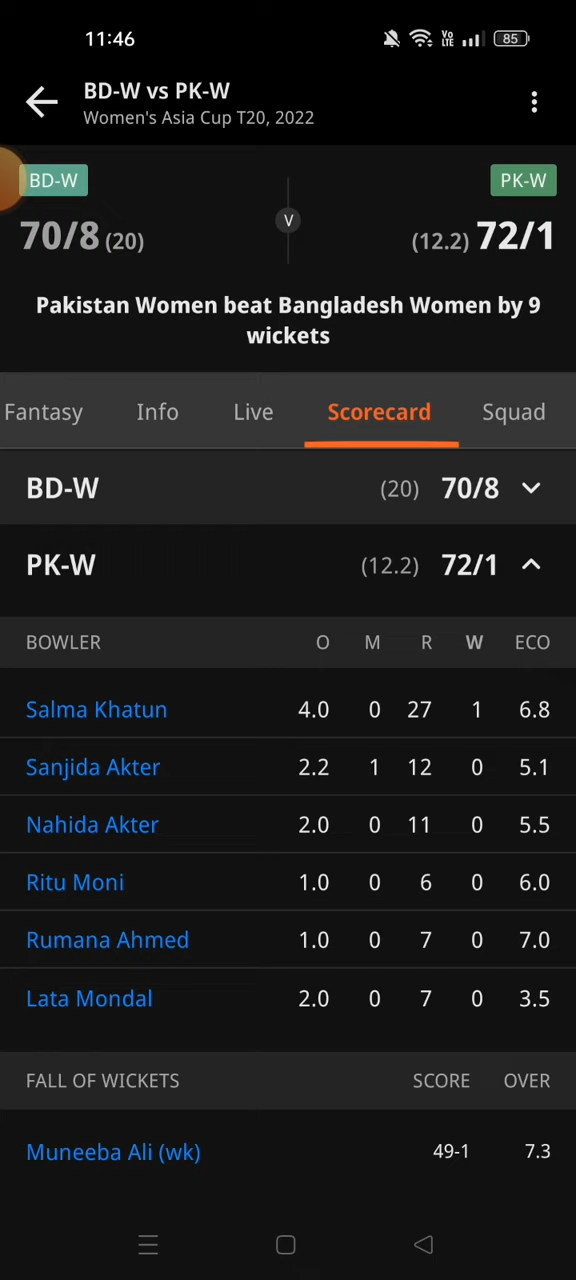 11:46
Vo LTE 85
BD-W vs PK-W
Women's Asia Cup T20, 2022
BD-W PK-W
70/8 (20) V (12.2) 72/1
Pakistan Women beat Bangladesh Women by 9
wickets
Fantasy Info Live Scorecard Squad
BD-W (20) 70/8
PK-W (12.2) 72/1
BOWLER O M R W ECO
Salma Khatun 4.0 0 27 1 6.8
Sanjida Akter 2.2 1 12 0 5.1
Nahida Akter 2.0 0 11 0 5.5
Ritu Moni 1.0 0 6 0 6.0
Rumana Ahmed 1.0 0 7 0 7.0
Lata Mondal 2.0 0 7 0 3.5
FALL OF WICKETS SCORE OVER
Muneeba Ali (wk) 49-1 7.3